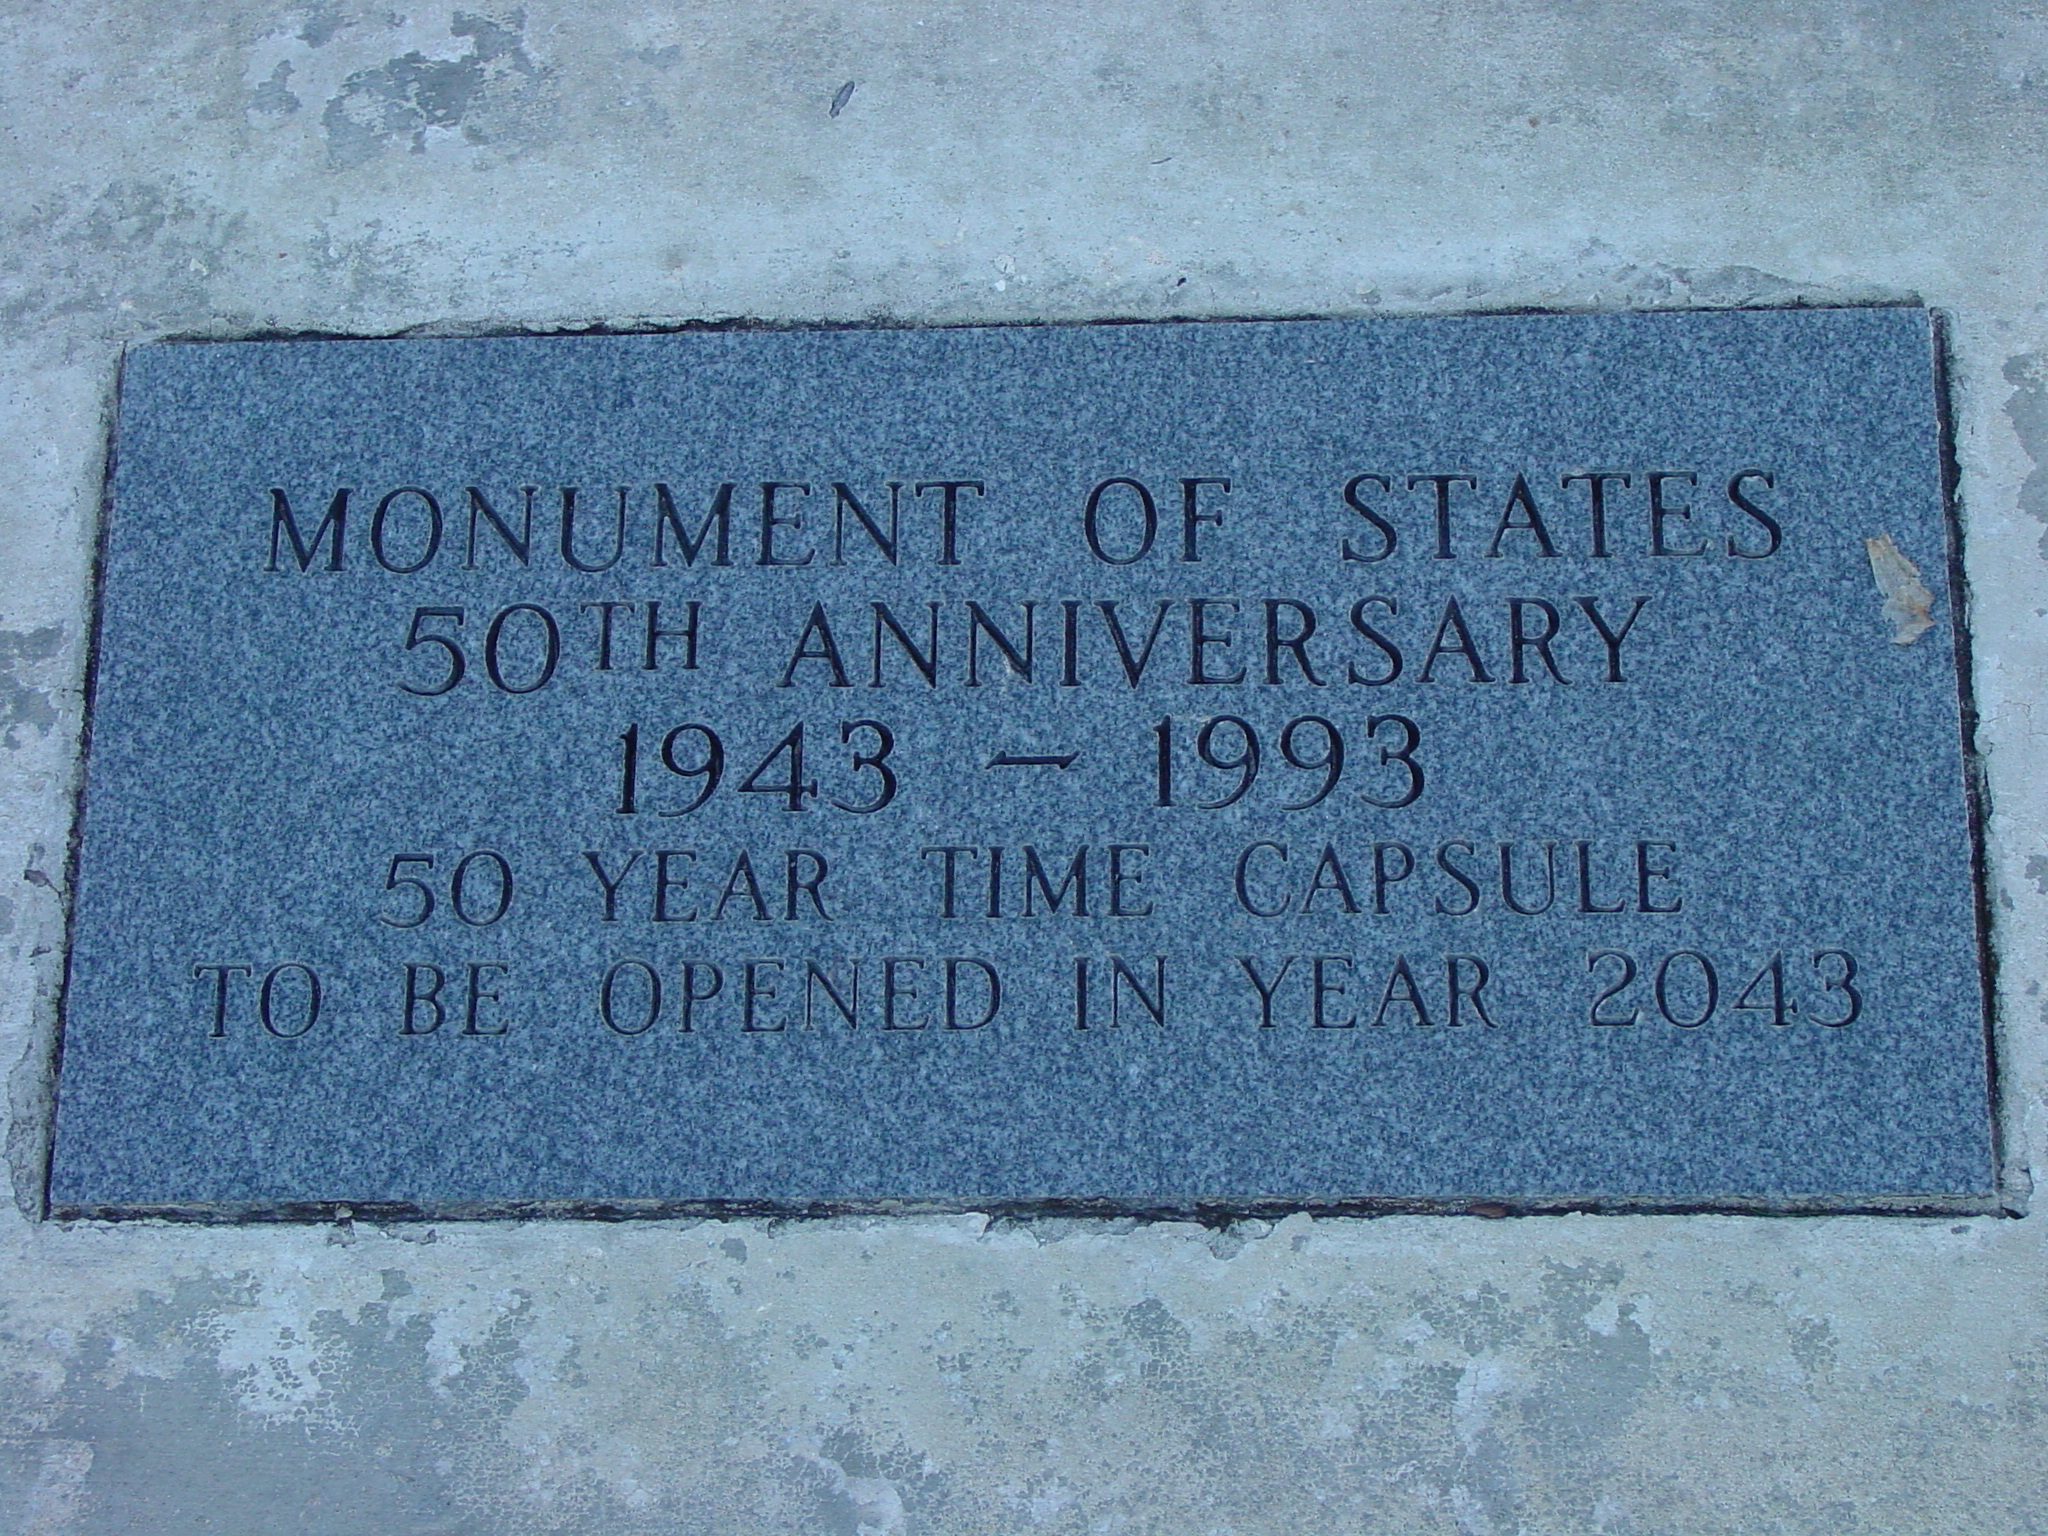 MONUMENT OF STATES
50TH ANNIVERSARY
1943 - 1993
50 YEAR TIME CAPSULE
TO BE OPENED IN YEAR 2043